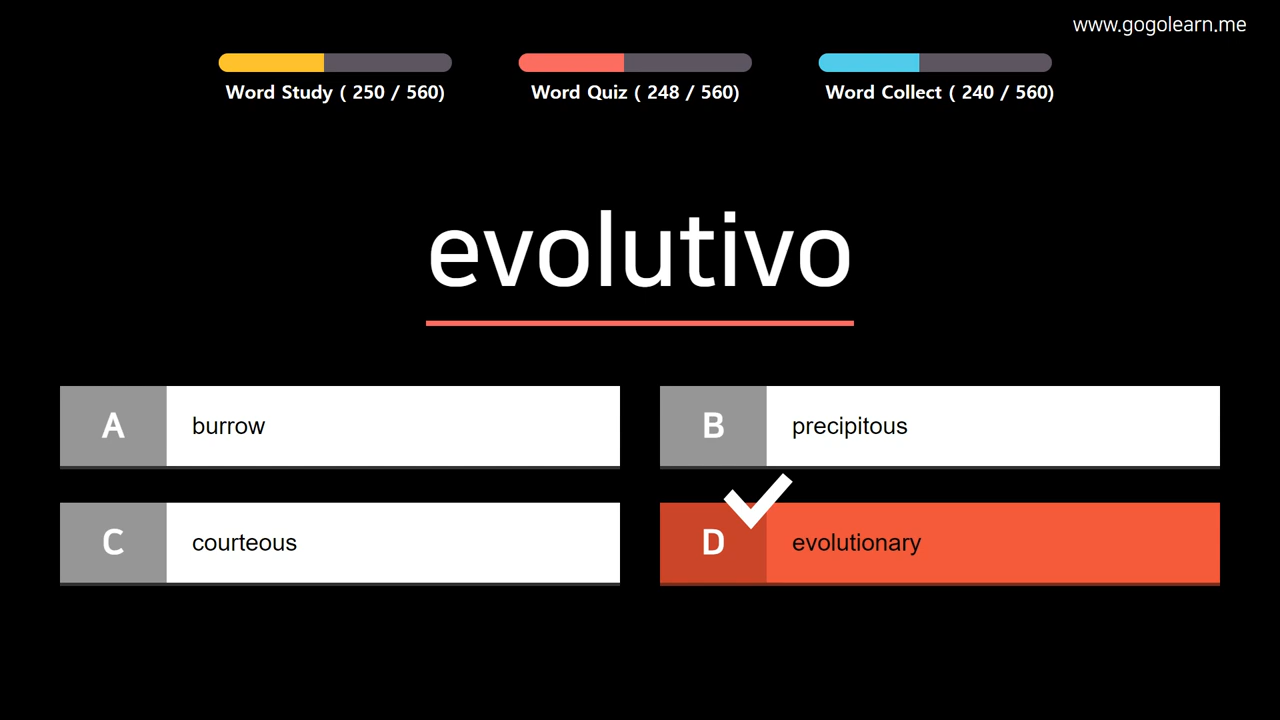 www.gogolearn.me
Word Study ( 250 / 560)
Word Quiz ( 248 / 560)
Word Collect ( 240 / 560)
evolutivo
A burrow
B precipitous
C courteous
D evolutionary